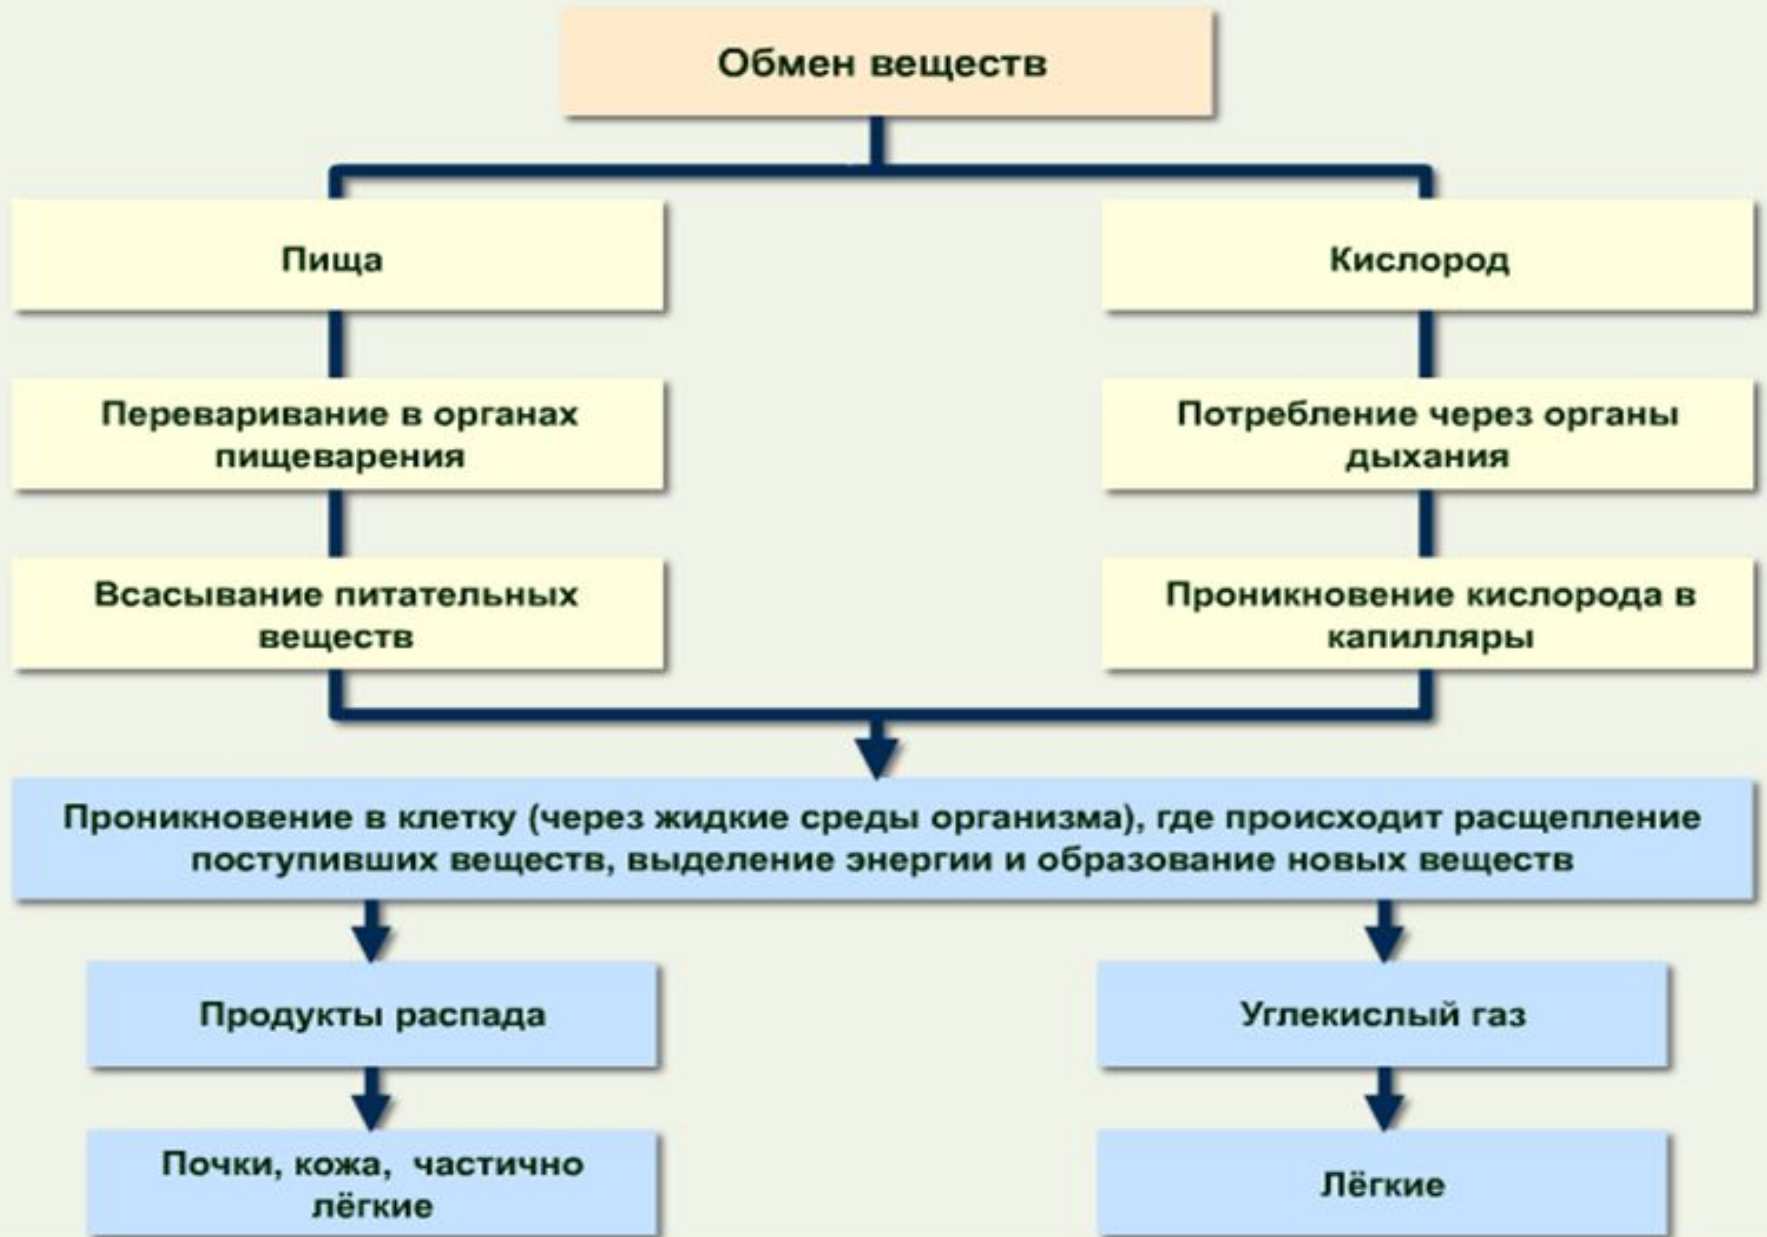 Обмен веществ
Пища
Кислород
Переваривание в органах
пищеварения
Потребление через органы
дыхания
Всасывание питательных
веществ
Проникновение кислорода в
капилляры
Проникновение в клетку (через жидкие среды организма), где происходит расщепление
поступивших веществ, выделение энергии и образование новых веществ
Продукты распада
Углекислый газ
Почки, кожа, частично
лёгкие
Лёгкие